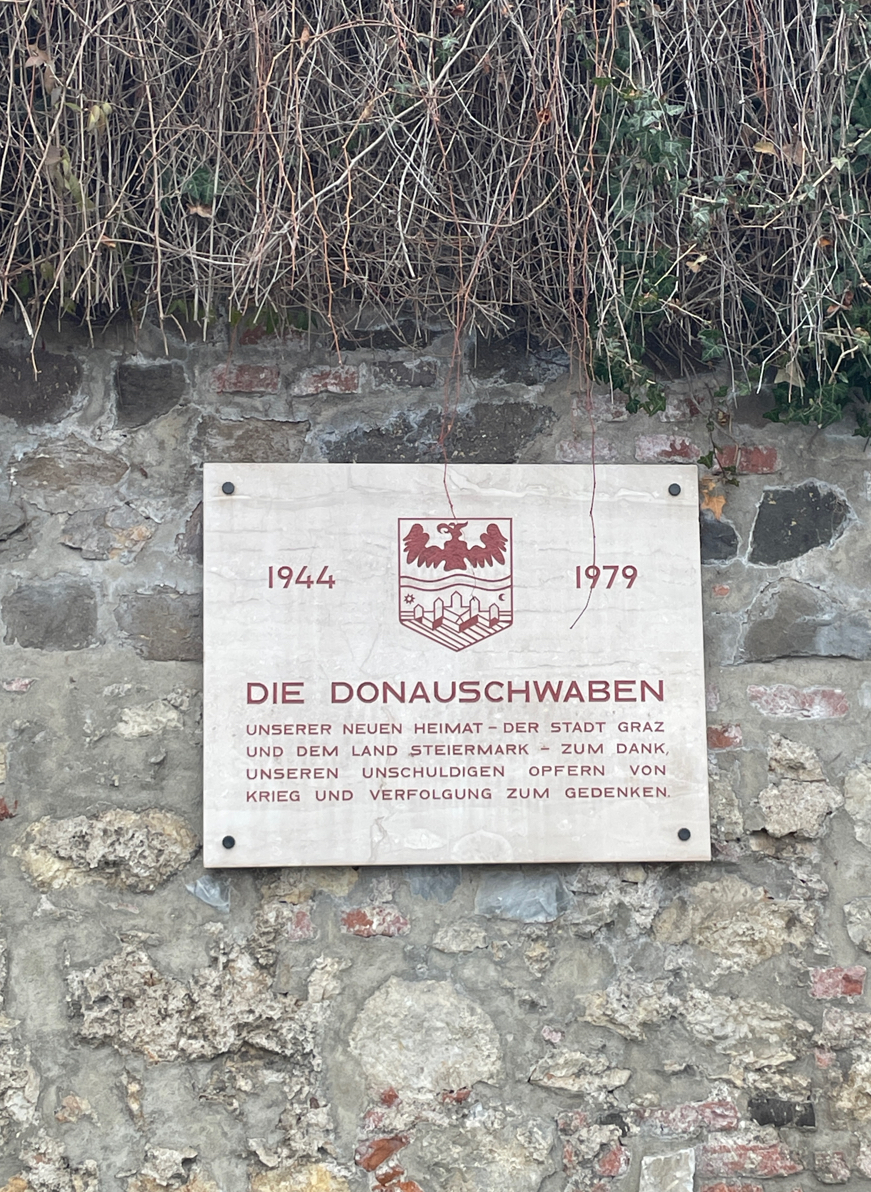 1944 1979
DIE DONAUSCHWABEN
UNSERER NEUEN HEIMAT – DER STADT GRAZ
UND DEM LAND STEIERMARK – ZUM DANK,
UNSEREN UNSCHULDIGEN OPFERN VON
KRIEG UND VERFOLGUNG ZUM GEDENKEN.